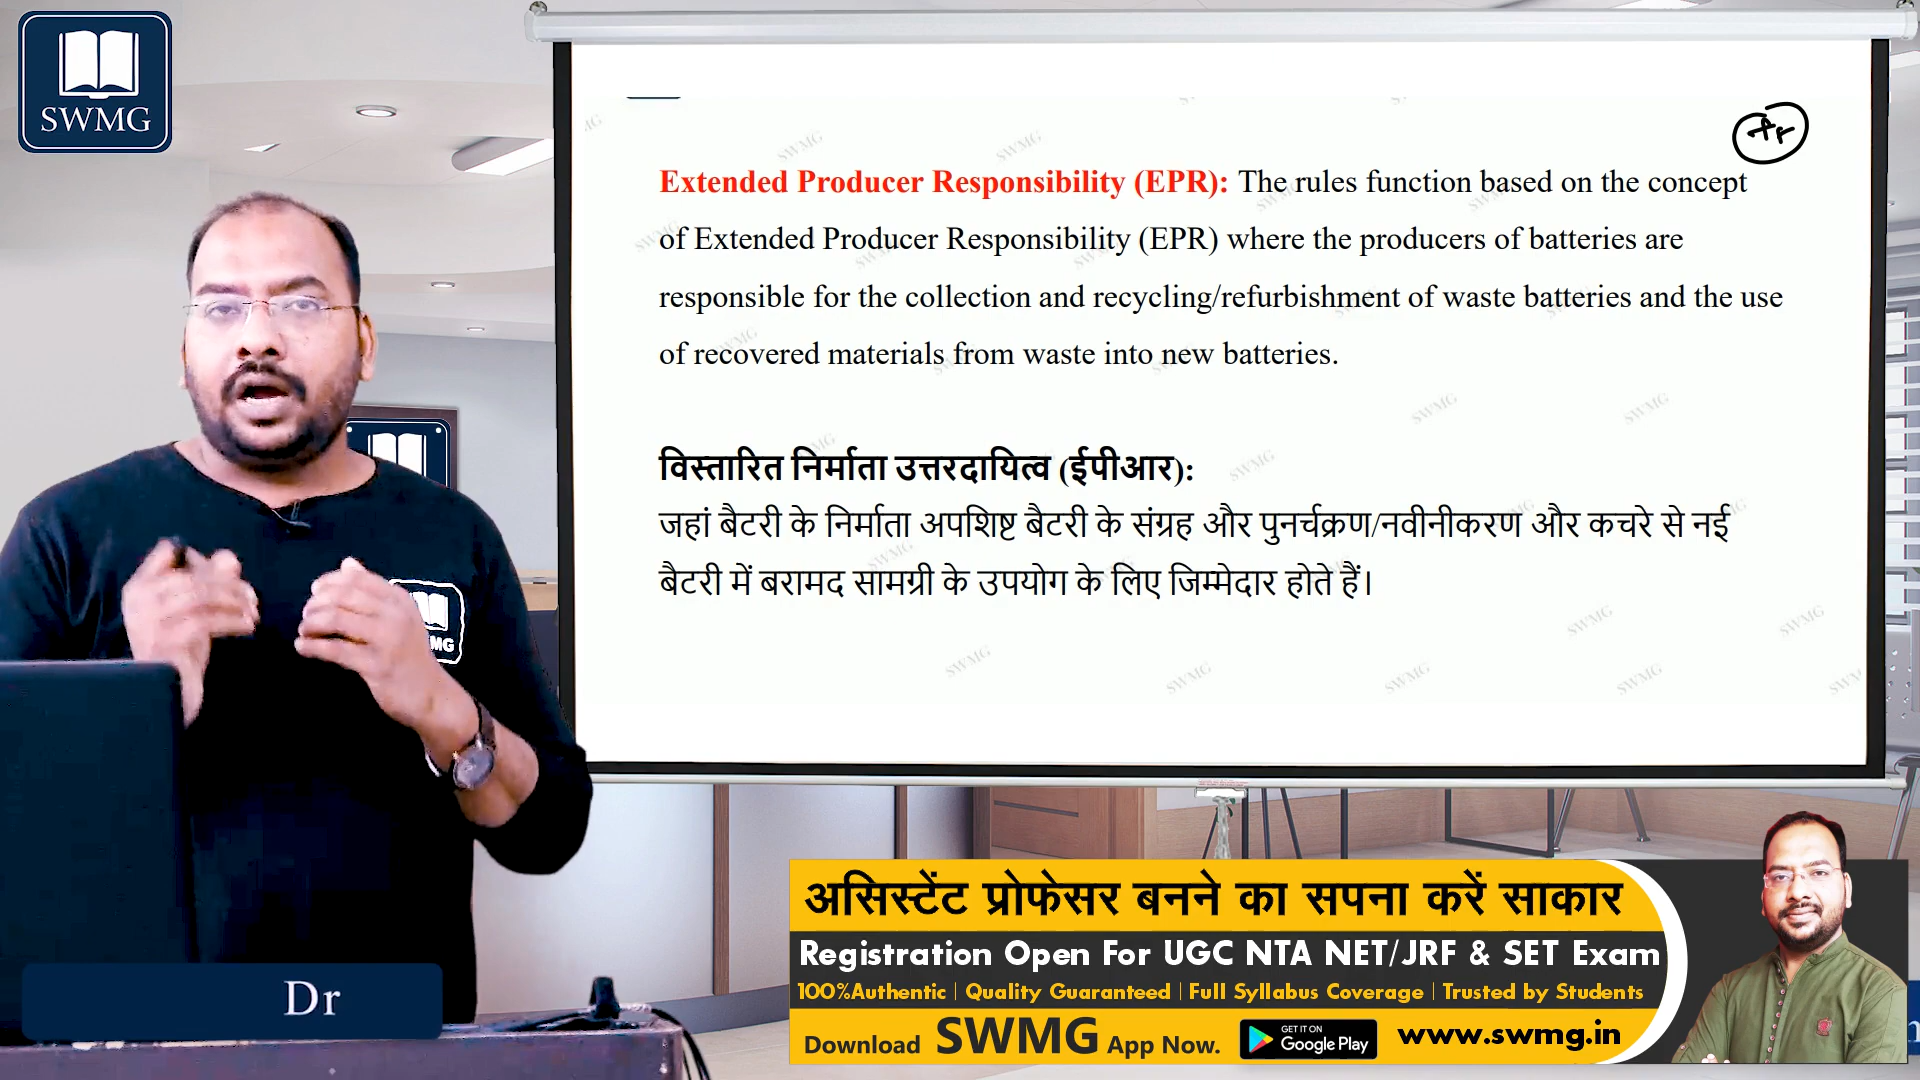 SWMG
Extended Producer Responsibility (EPR): The rules function based on the concept
of Extended Producer Responsibility (EPR) where the producers of batteries are
responsible for the collection and recycling/refurbishment of waste batteries and the use
of recovered materials from waste into new batteries.
विस्तारित निर्माता उत्तरदायित्व (ईपीआर):
जहां बैटरी के निर्माता अपशिष्ट बैटरी के संग्रह और पुनर्चक्रण/नवीनीकरण और कचरे से नई
बैटरी में बरामद सामग्री के उपयोग के लिए जिम्मेदार होते हैं।
Dr
असिस्टेंट प्रोफेसर बनने का सपना करें साकार
Registration Open For UGC NTA NET/JRF & SET Exam
100%Authentic | Quality Guaranteed | Full Syllabus Coverage | Trusted by Students
Download SWMG App Now. GET IT ON Google Play www.swmg.in